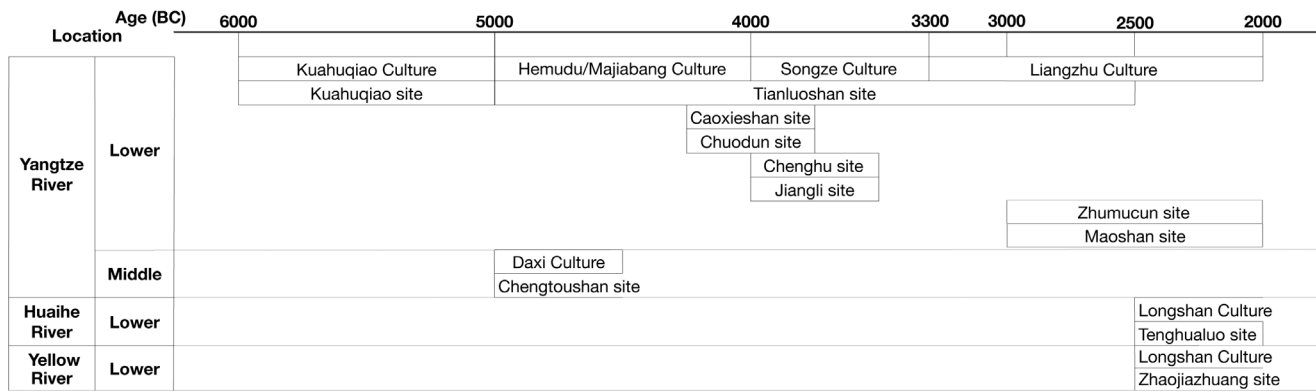 Age (BC) 6000 5000 4000 3300 3000 2500 2000
Location
Kuahuqiao Culture Hemudu/Majiabang Culture Songze Culture Liangzhu Culture
Kuahuqiao site Tianluoshan site
Caoxieshan site
Yangtze River Lower Chuodun site
Chenghu site
Jiangli site
Zhumucun site
Maoshan site
Middle Daxi Culture
Chengtoushan site
Huaihe River Lower Longshan Culture
Tenghualuo site
Yellow River Lower Longshan Culture
Zhaojiazhuang site